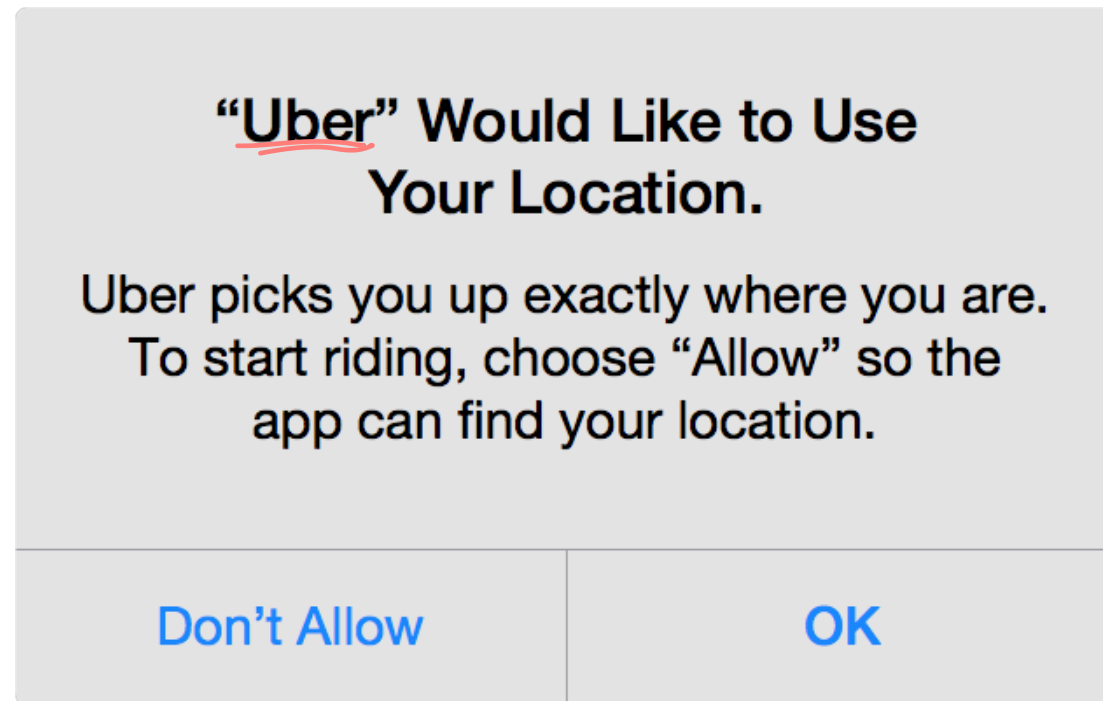 “Uber” Would Like to Use
Your Location.
Uber picks you up exactly where you are.
To start riding, choose “Allow” so the
app can find your location.
Don’t Allow
OK